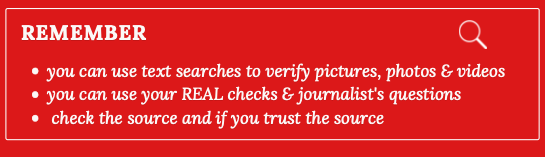 REMEMBER
• you can use text searches to verify pictures, photos & videos
• you can use your REAL checks & journalist's questions
• check the source and if you trust the source